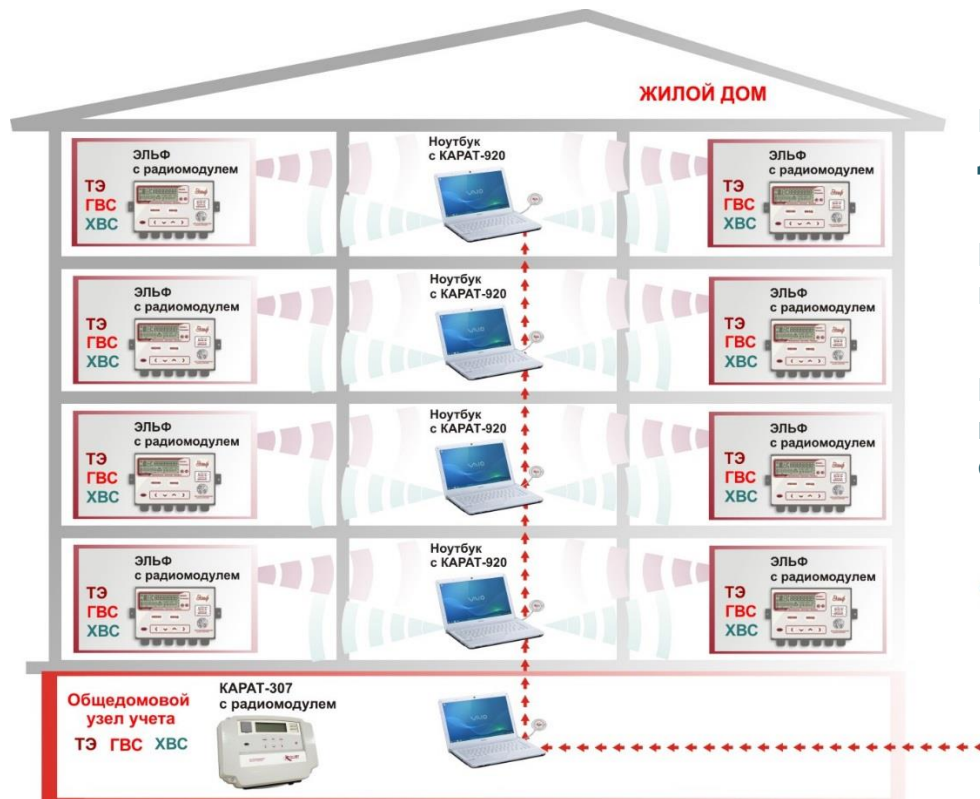 ЖИЛОЙ ДОМ
ЭЛЬФ
с радиомодулем
ТЭ
ГВС
ХВС
Ноутбук
с КАРАТ-920
ЭЛЬФ
с радиомодулем
ТЭ
ГВС
ХВС
ЭЛЬФ
с радиомодулем
ТЭ
ГВС
ХВС
Ноутбук
с КАРАТ-920
ЭЛЬФ
с радиомодулем
ТЭ
ГВС
ХВС
ЭЛЬФ
с радиомодулем
ТЭ
ГВС
ХВС
Ноутбук
с КАРАТ-920
ЭЛЬФ
с радиомодулем
ТЭ
ГВС
ХВС
ЭЛЬФ
с радиомодулем
ТЭ
ГВС
ХВС
Ноутбук
с КАРАТ-920
ЭЛЬФ
с радиомодулем
ТЭ
ГВС
ХВС
Общедомовой
узел учета
ТЭ ГВС ХВС
КАРАТ-307
с радиомодулем